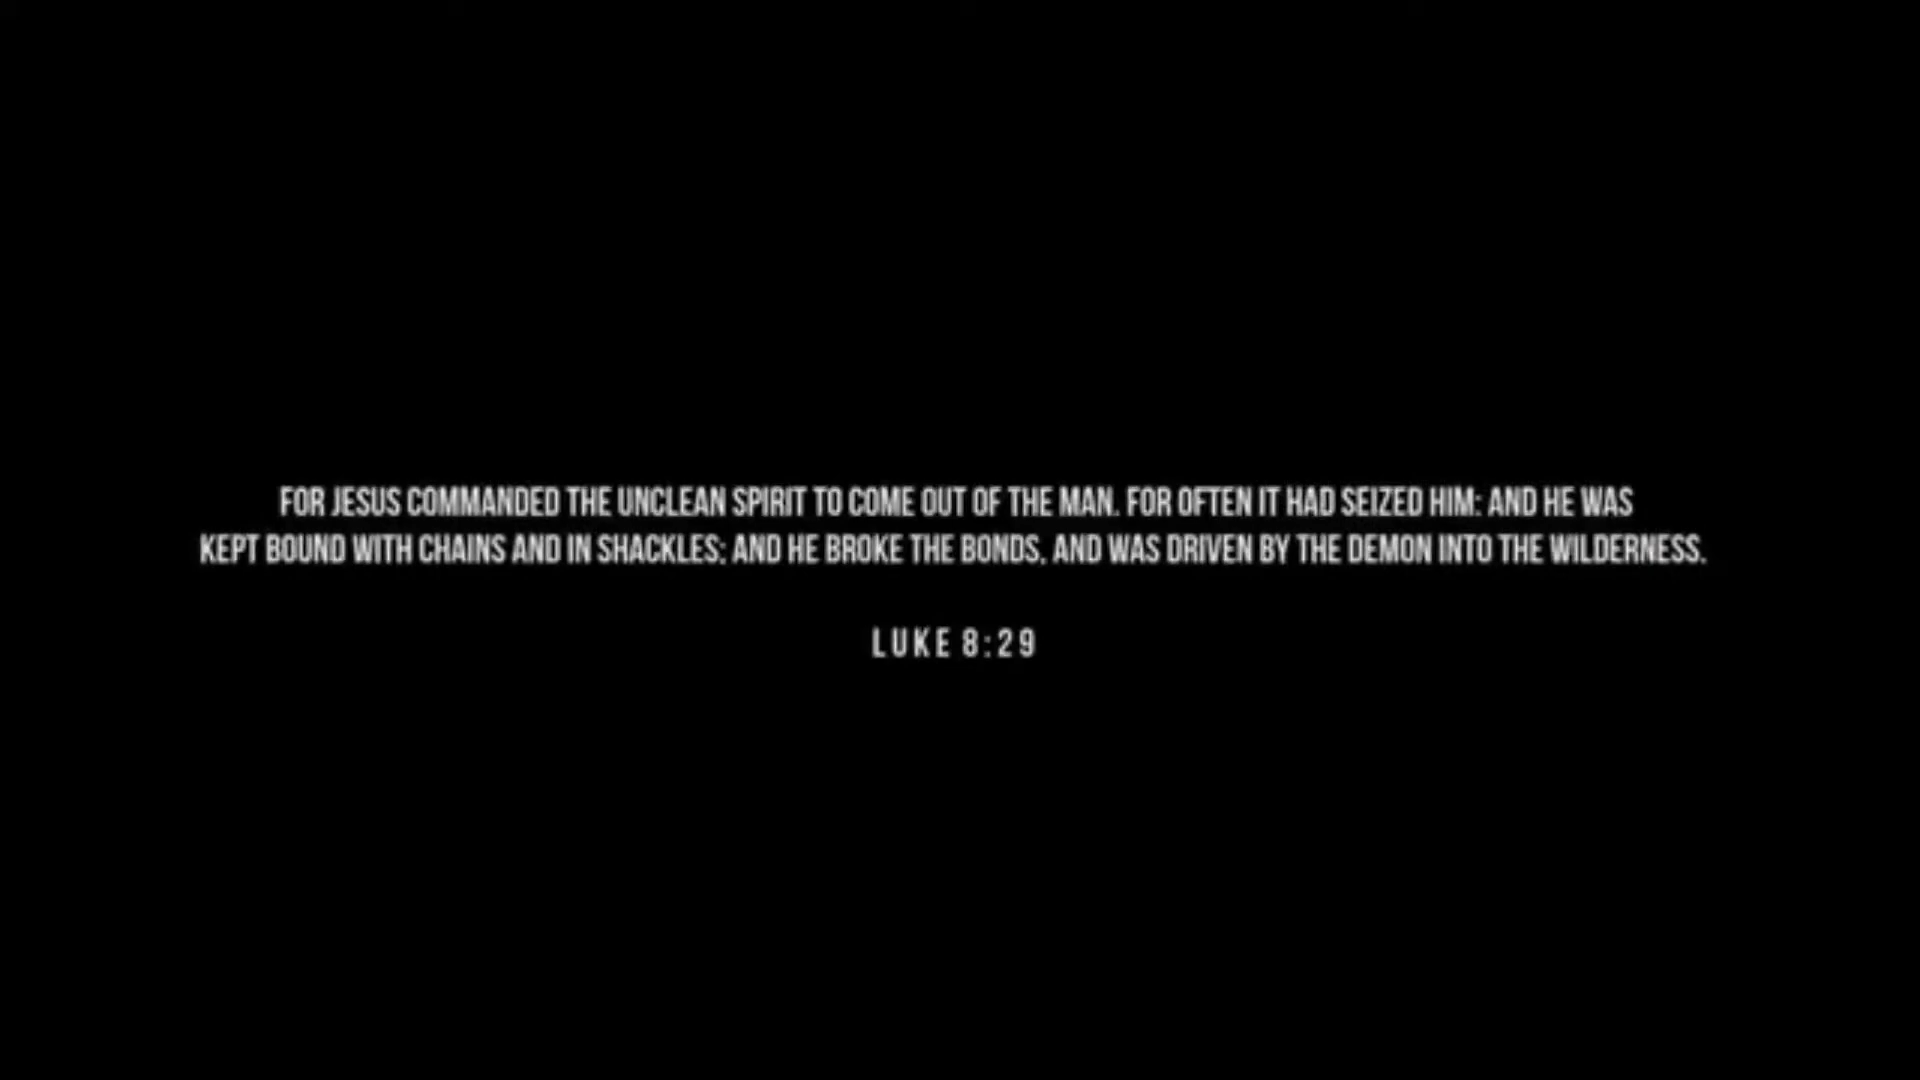 FOR JESUS COMMANDED THE UNCLEAN SPIRIT TO COME OUT OF THE MAN. FOR OFTEN IT HAD SEIZED HIM: AND HE WAS
KEPT BOUND WITH CHAINS AND IN SHACKLES; AND HE BROKE THE BONDS, AND WAS DRIVEN BY THE DEMON INTO THE WILDERNESS.
LUKE 8:29